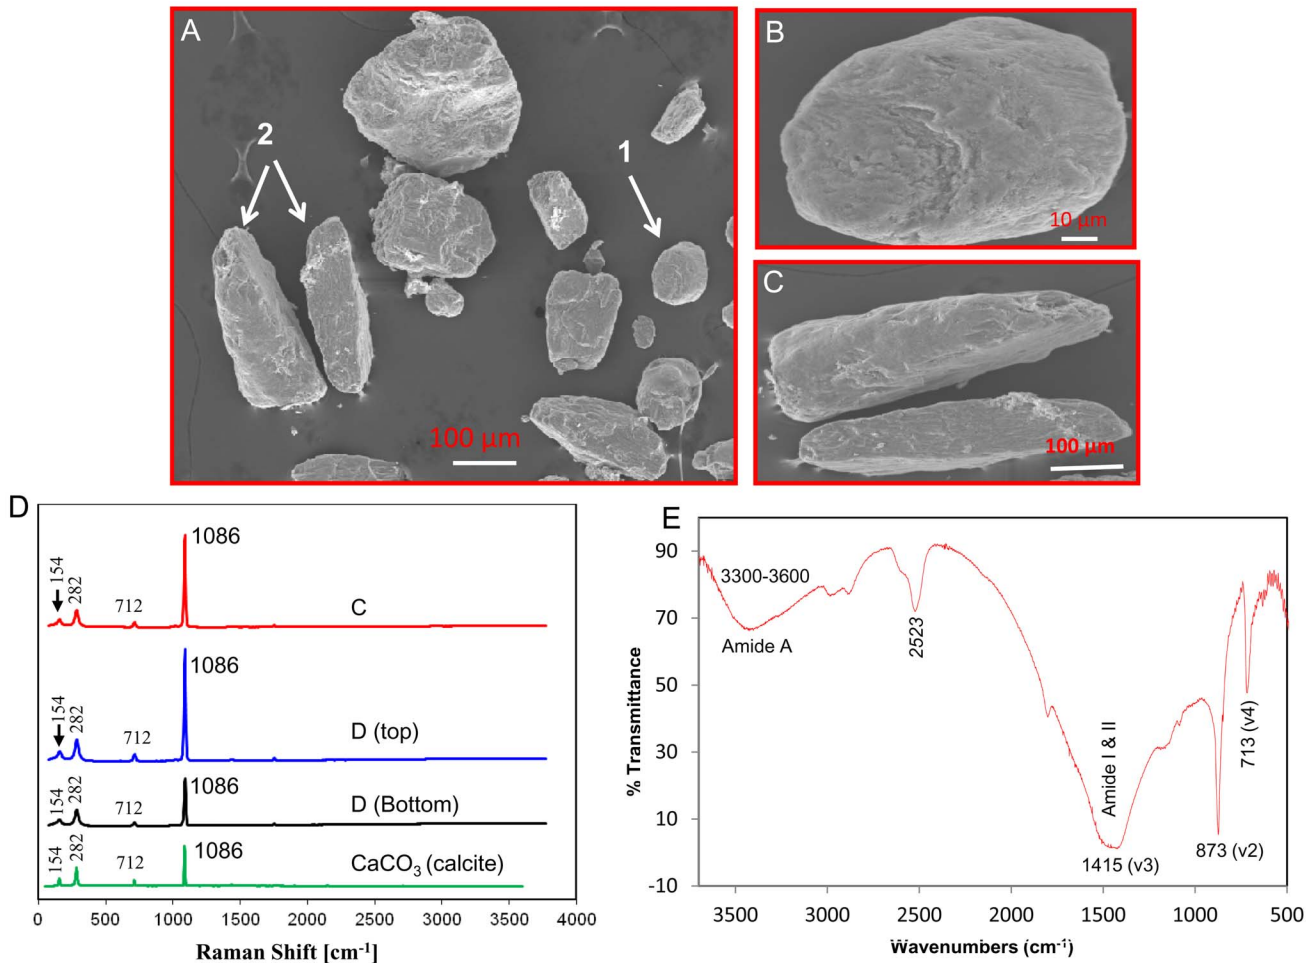 A
2
1
100 µm
B
10 µm
C
100 µm
D
154
282
712
1086
C
154
282
712
1086
D (top)
154
282
712
1086
D (Bottom)
154
282
712
1086
CaCO3 (calcite)
0 500 1000 1500 2000 2500 3000 3500 4000
Raman Shift [cm-1]
E
90
70
50
30
10
-10
% Transmittance
3300-3600
Amide A
2523
Amide I & II
1415 (v3)
873 (v2)
713 (v4)
3500 3000 2500 2000 1500 1000 500
Wavenumbers (cm-1)